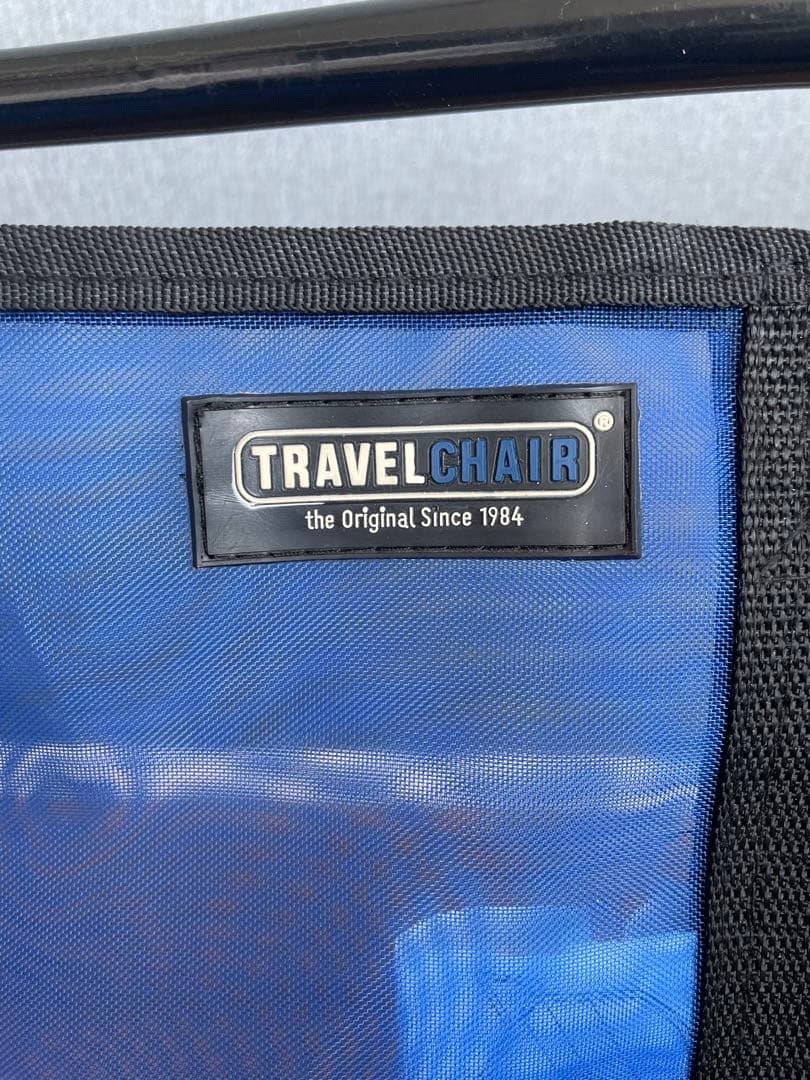 TRAVELCHAIR®
the Original Since 1984